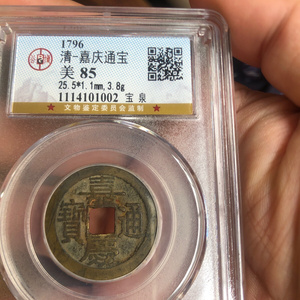 1796
清-嘉庆通宝
美 85
25.5*1.1mm, 3.8g
1114101002 宝 泉
★ 文物鉴定委员会监制 ★
嘉
寶 通
慶